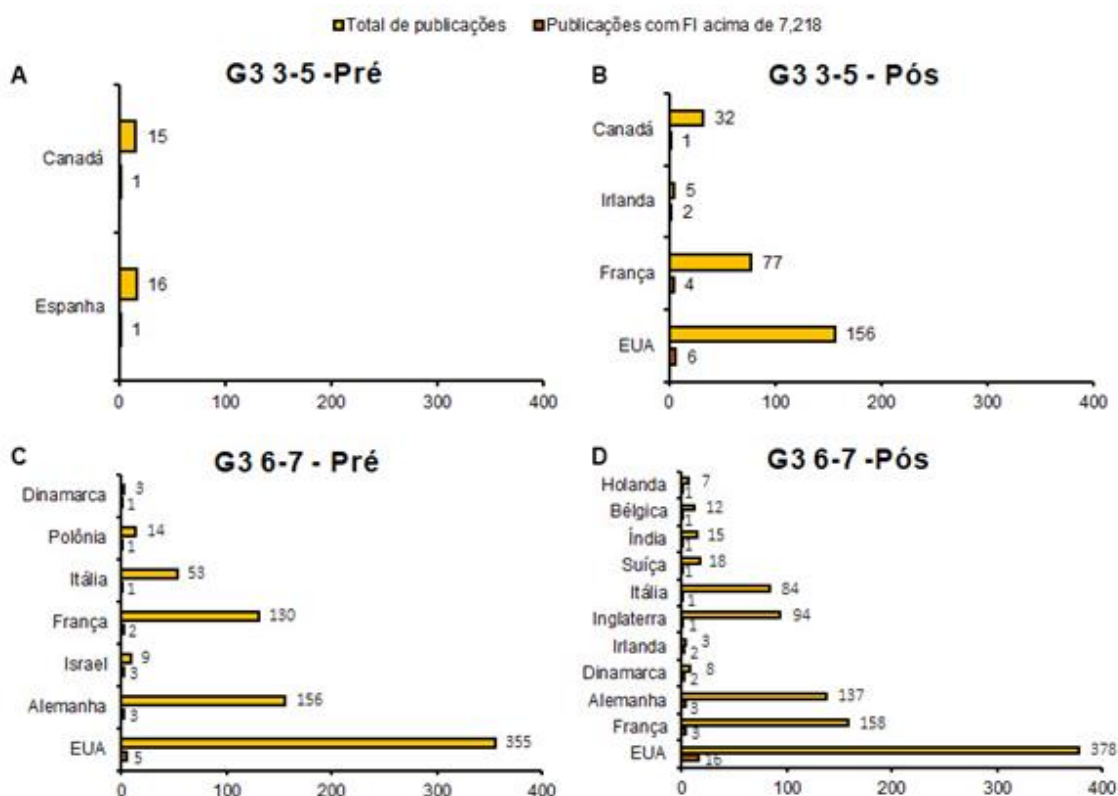 Total de publicações Publicações com FI acima de 7,218
A G3 3-5 -Pré
Canadá 15
1
Espanha 16
1
0 100 200 300 400
B G3 3-5 - Pós
Canadá 32
1
Irlanda 5
2
França 77
4
EUA 156
6
0 100 200 300 400
C G3 6-7 - Pré
Dinamarca 3
1
Polônia 14
1
Itália 53
1
França 130
2
Israel 9
3
Alemanha 156
3
EUA 355
5
0 100 200 300 400
D G3 6-7 -Pós
Holanda 7
1
Bélgica 12
1
Índia 15
1
Suíça 18
1
Itália 84
1
Inglaterra 94
1
Irlanda 3
2
Dinamarca 8
2
Alemanha 137
3
França 158
3
EUA 378
16
0 100 200 300 400